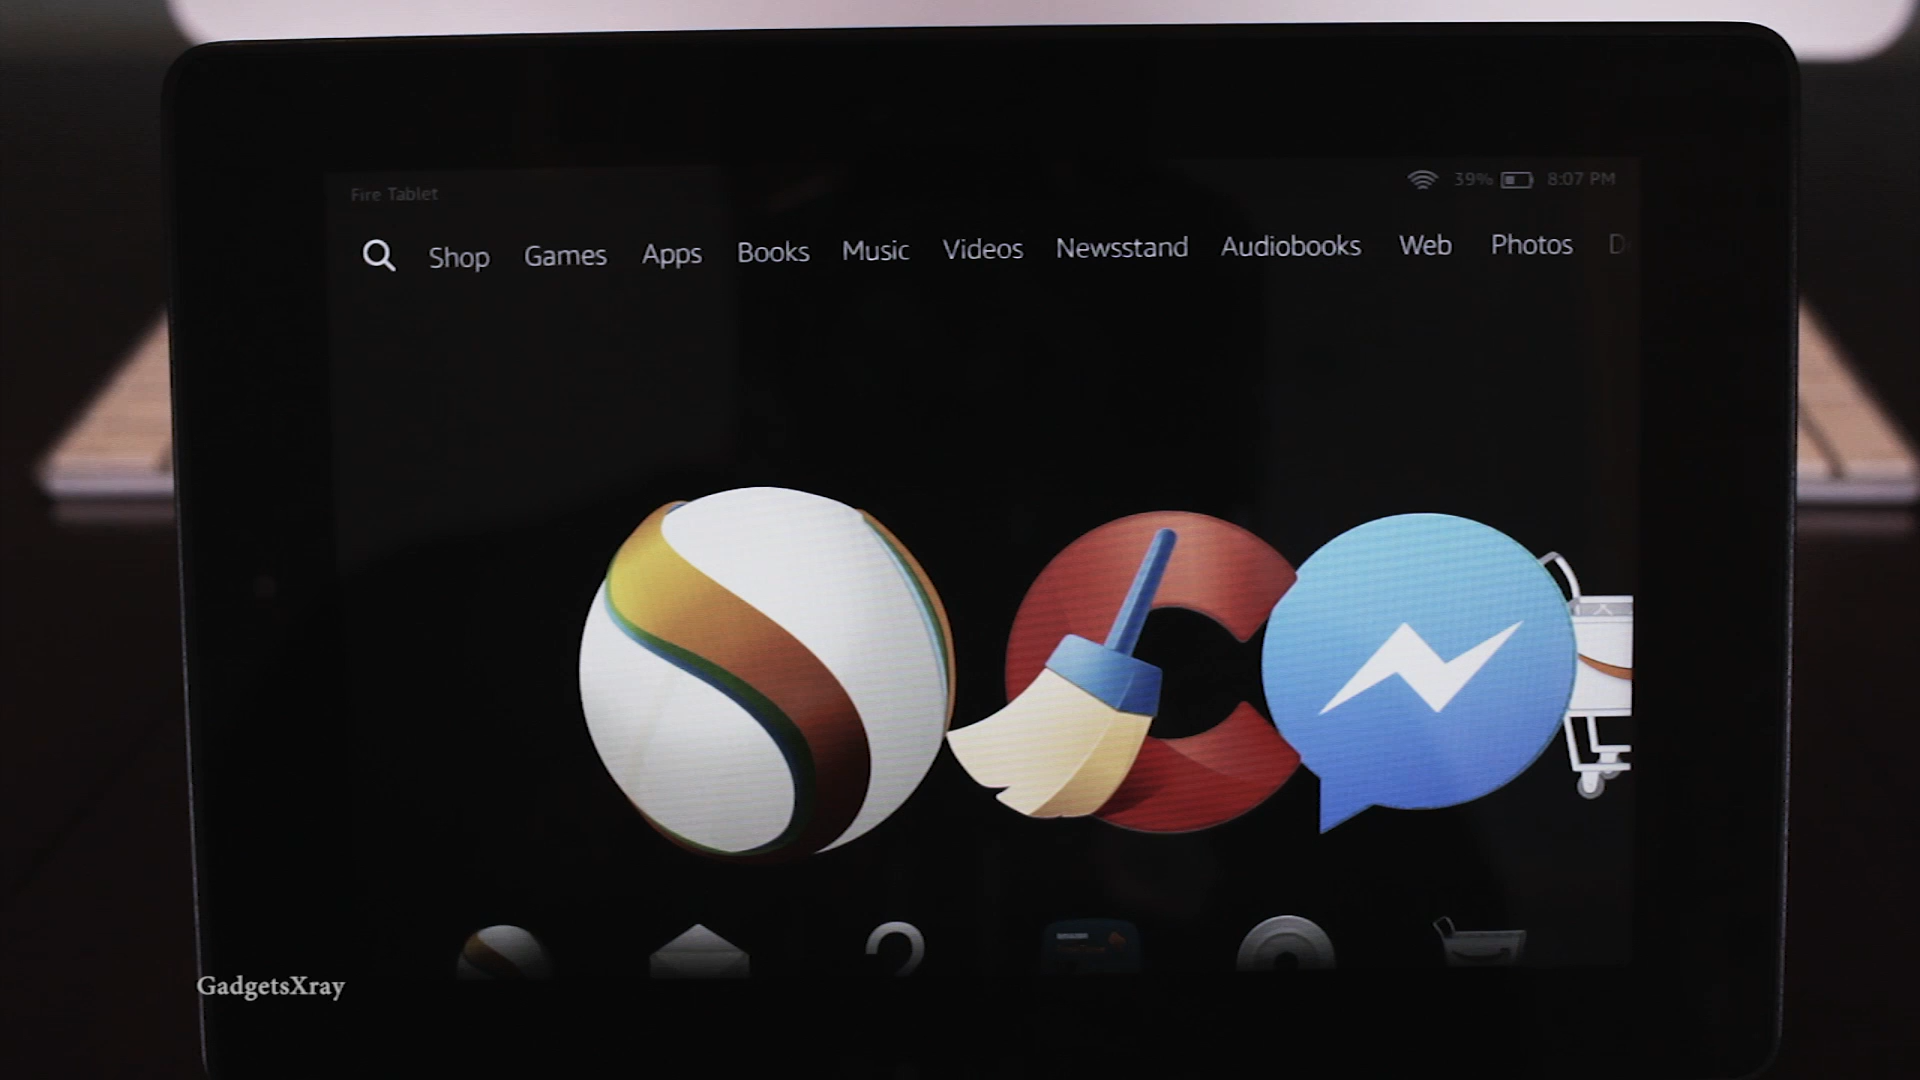 Fire Tablet
39% 8:07 PM
Shop Games Apps Books Music Videos Newsstand Audiobooks Web Photos
GadgetsXray